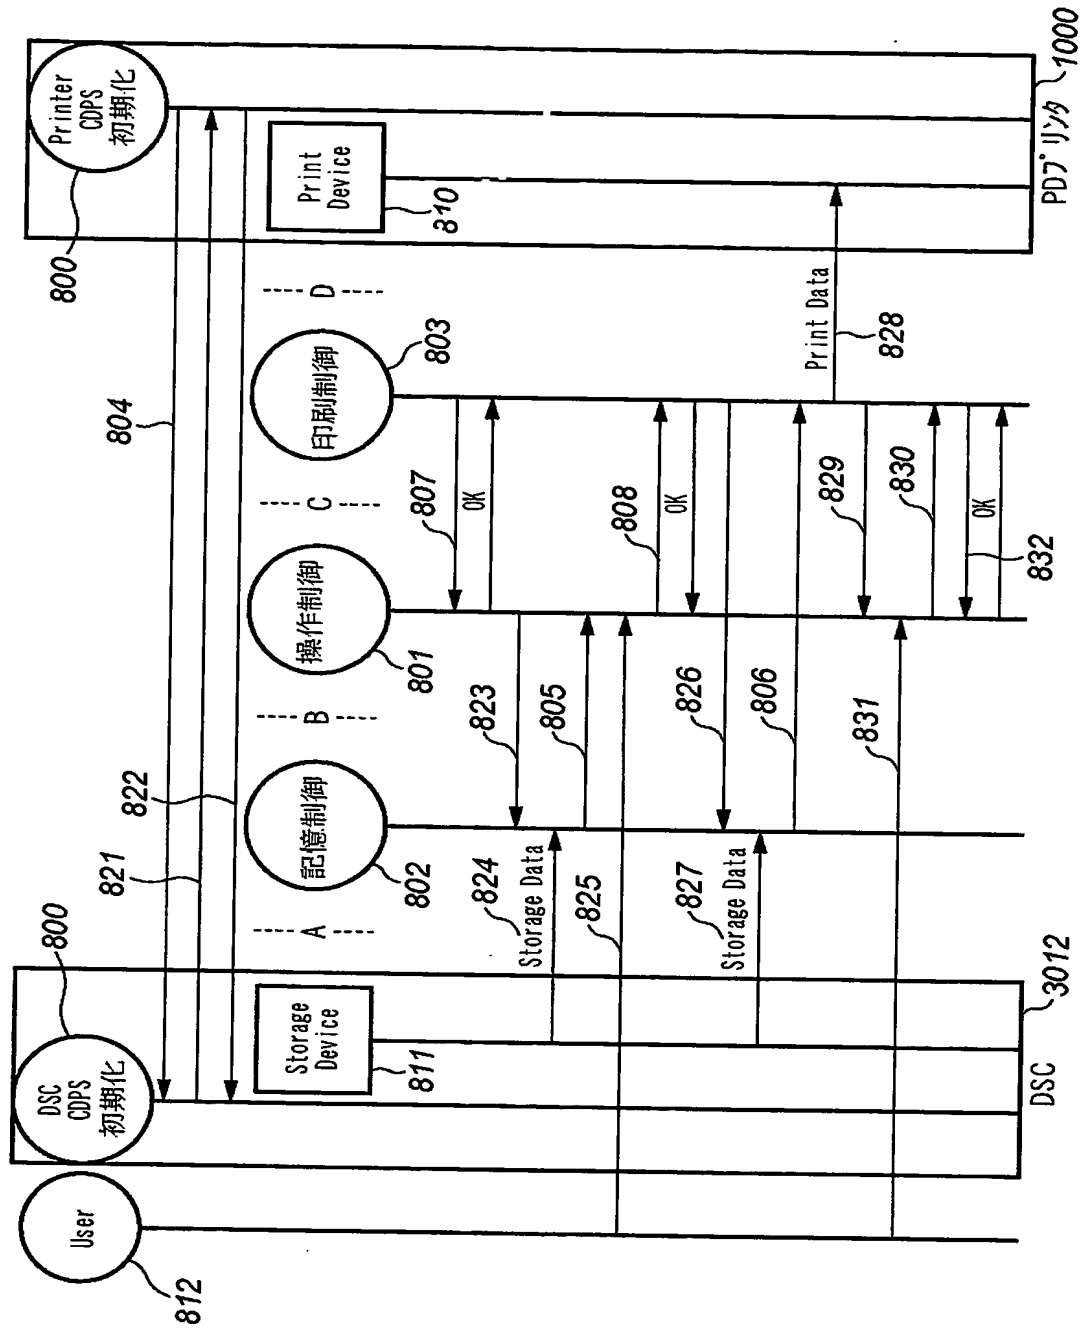 User
812
DSC
CDPS
初期化
800
Storage
Device
811
DSC
3012
A
記憶制御
802
B
操作制御
801
C
印刷制御
803
D
Printer
CDPS
初期化
800
Print
Device
810
PDプリンタ
1000
804
821
822
807
OK
823
824
Storage Data
805
825
808
OK
826
827
Storage Data
806
Print Data
828
829
831
830
832
OK